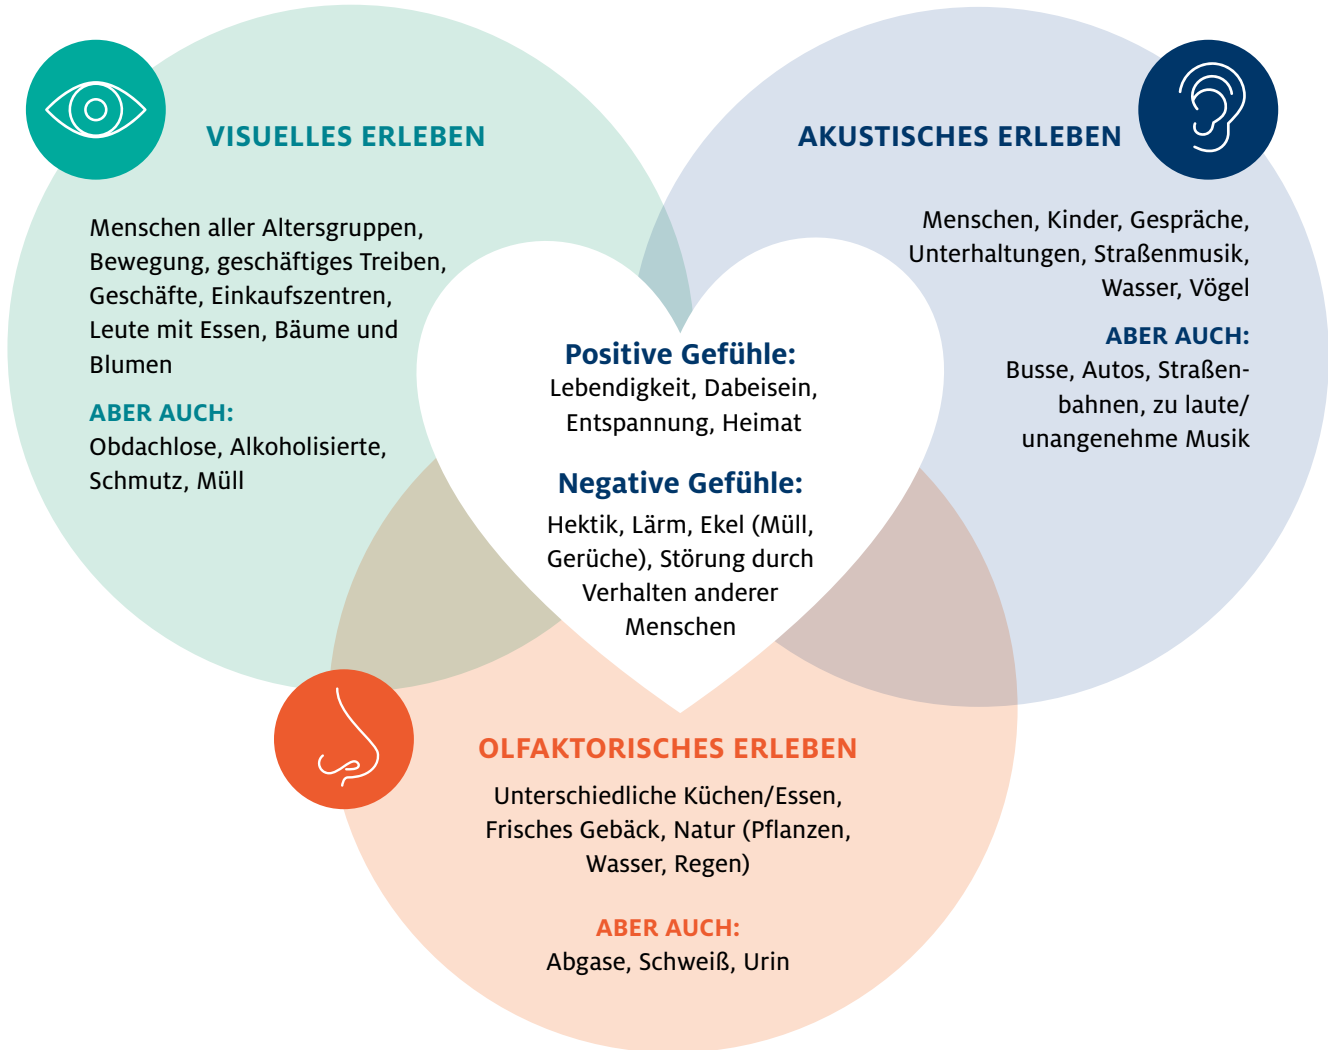 VISUELLES ERLEBEN
Menschen aller Altersgruppen,
Bewegung, geschäftiges Treiben,
Geschäfte, Einkaufszentren,
Leute mit Essen, Bäume und
Blumen
ABER AUCH:
Obdachlose, Alkoholisierte,
Schmutz, Müll
AKUSTISCHES ERLEBEN
Menschen, Kinder, Gespräche,
Unterhaltungen, Straßenmusik,
Wasser, Vögel
ABER AUCH:
Busse, Autos, Straßen-
bahnen, zu laute/
unangenehme Musik
Positive Gefühle:
Lebendigkeit, Dabeisein,
Entspannung, Heimat
Negative Gefühle:
Hektik, Lärm, Ekel (Müll,
Gerüche), Störung durch
Verhalten anderer
Menschen
OLFAKTORISCHES ERLEBEN
Unterschiedliche Küchen/Essen,
Frisches Gebäck, Natur (Pflanzen,
Wasser, Regen)
ABER AUCH:
Abgase, Schweiß, Urin